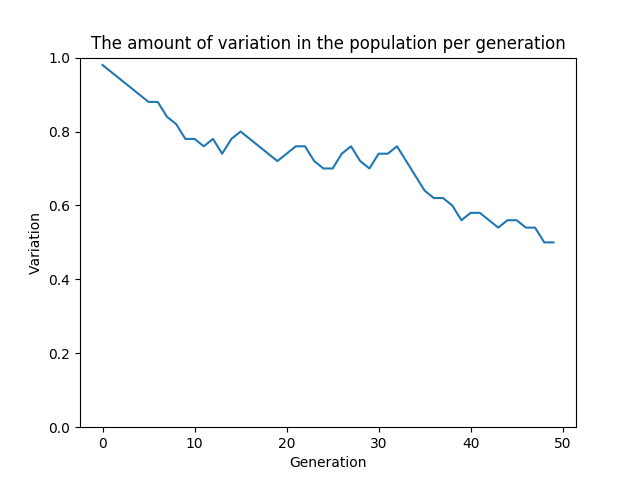 The amount of variation in the population per generation
1.0
0.8
0.6
0.4
0.2
0.0
Variation
0 10 20 30 40 50
Generation